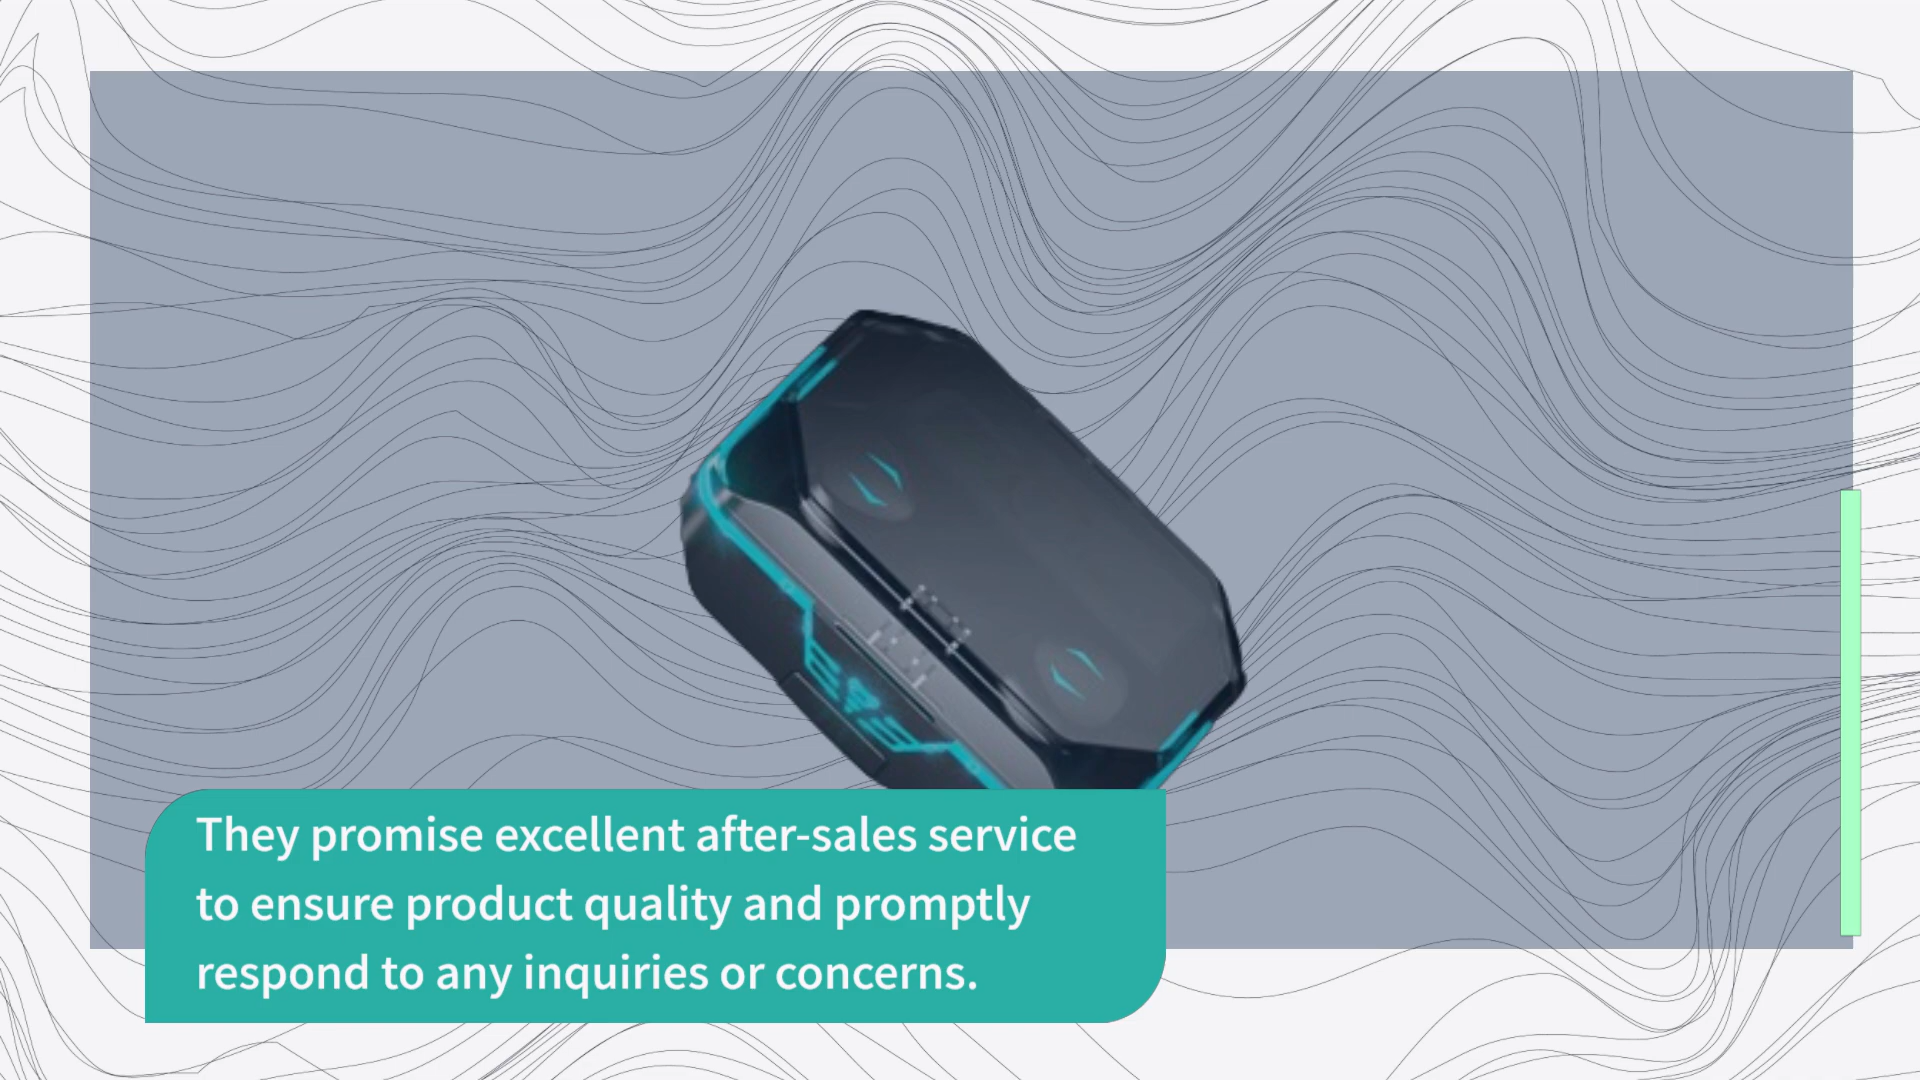 They promise excellent after-sales service
to ensure product quality and promptly
respond to any inquiries or concerns.